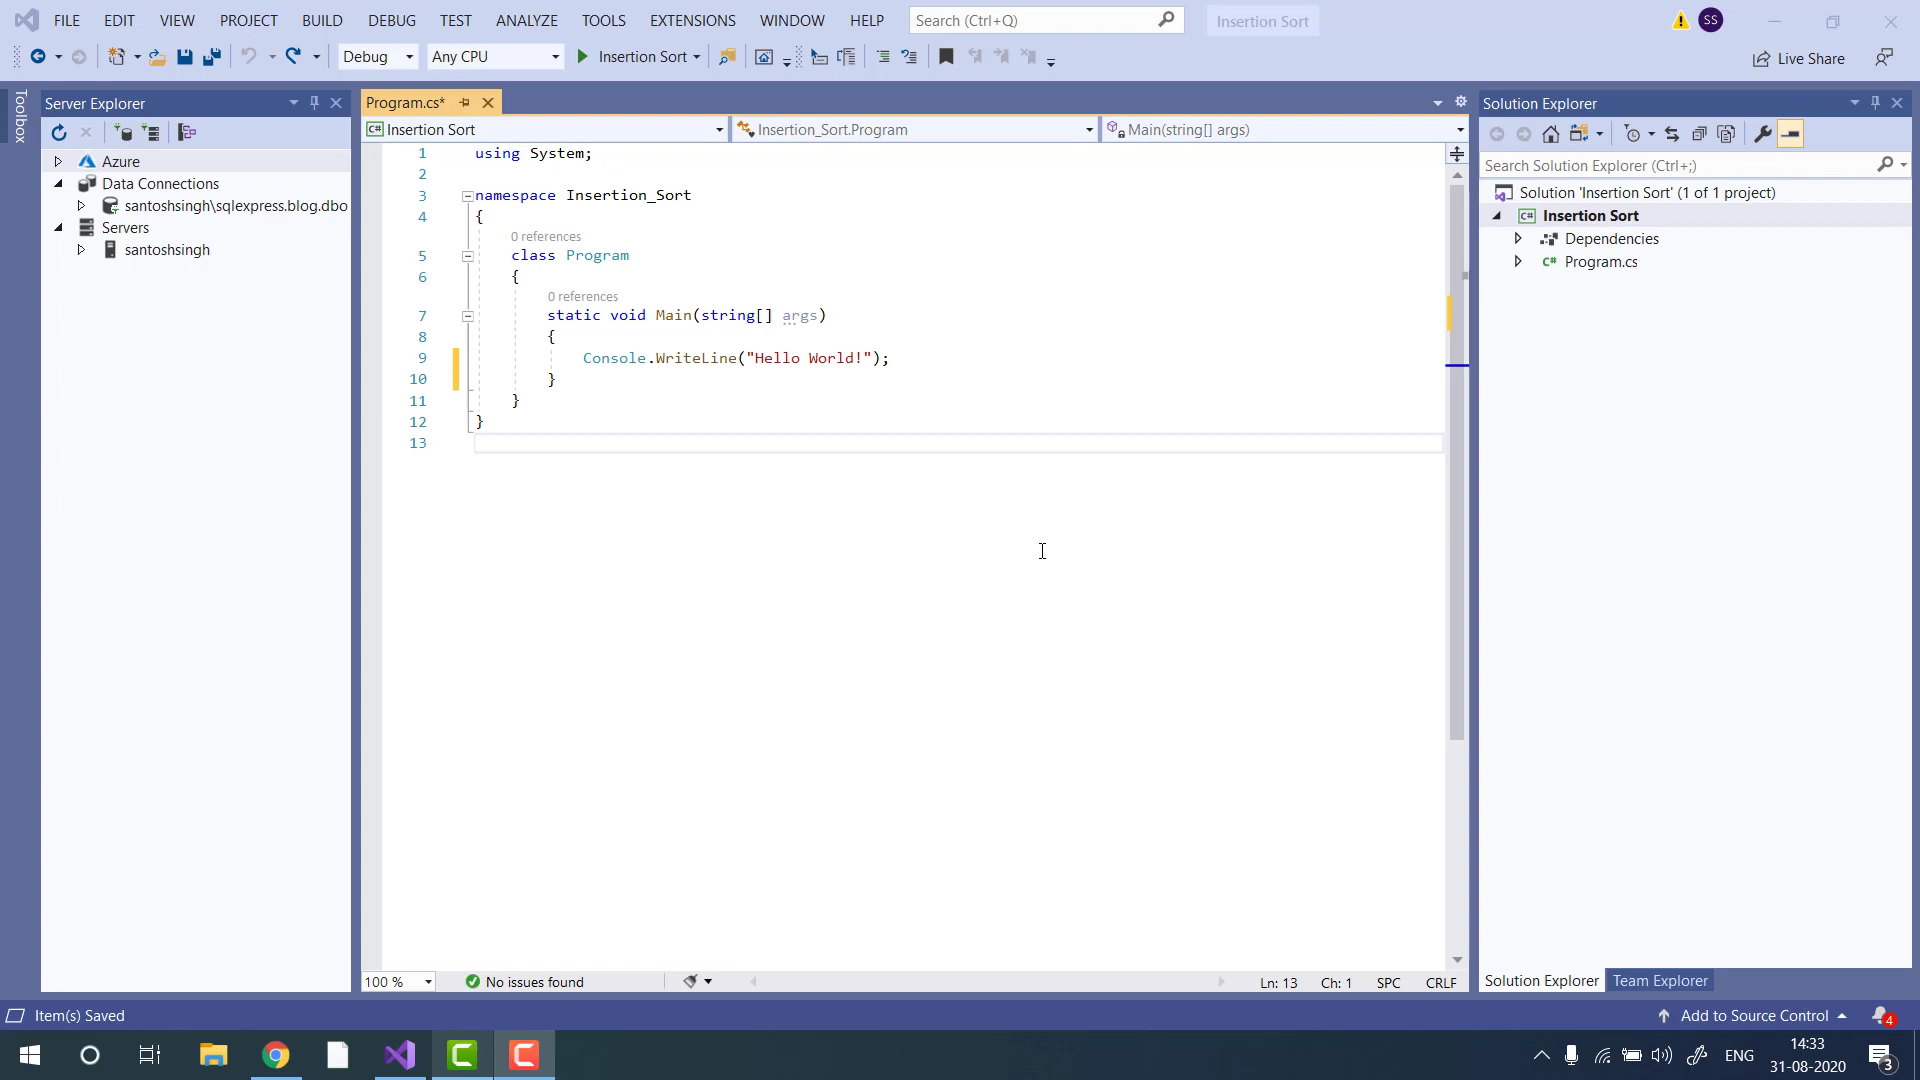 FILE EDIT VIEW PROJECT BUILD DEBUG TEST ANALYZE TOOLS EXTENSIONS WINDOW HELP Search (Ctrl+Q) Insertion Sort SS
Debug Any CPU Insertion Sort Live Share
Toolbox
Server Explorer
Azure
Data Connections
santoshsingh\sqlexpress.blog.dbo
Servers
santoshsingh
Program.cs*
C# Insertion Sort Insertion_Sort.Program Main(string[] args)
1 using System;
2
3 namespace Insertion_Sort
4 {
0 references
5 class Program
6 {
0 references
7 static void Main(string[] args)
8 {
9 Console.WriteLine("Hello World!");
10 }
11 }
12 }
13
100 % No issues found Ln: 13 Ch: 1 SPC CRLF
Solution Explorer
Search Solution Explorer (Ctrl+;)
Solution 'Insertion Sort' (1 of 1 project)
C# Insertion Sort
Dependencies
C# Program.cs
Solution Explorer Team Explorer
Item(s) Saved Add to Source Control 4
ENG 14:33
31-08-2020 3